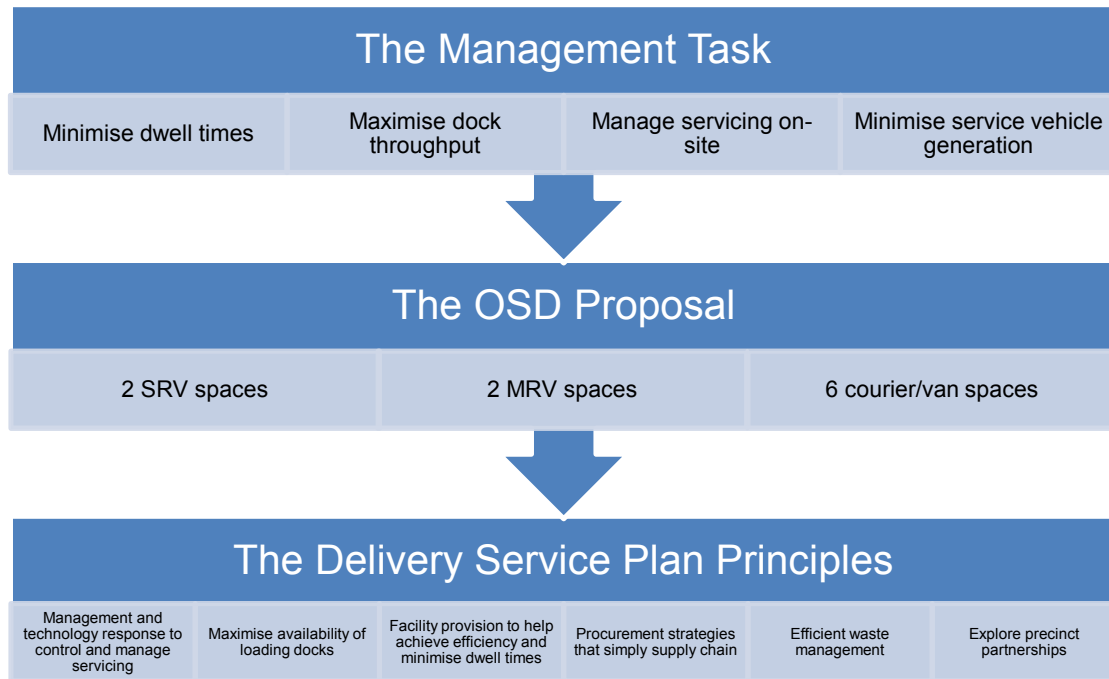 The Management Task
Minimise dwell times
Maximise dock
throughput
Manage servicing on-
site
Minimise service vehicle
generation
The OSD Proposal
2 SRV spaces
2 MRV spaces
6 courier/van spaces
The Delivery Service Plan Principles
Management and
technology response to
control and manage
servicing
Maximise availability of
loading docks
Facility provision to help
achieve efficiency and
minimise dwell times
Procurement strategies
that simply supply chain
Efficient waste
management
Explore precinct
partnerships